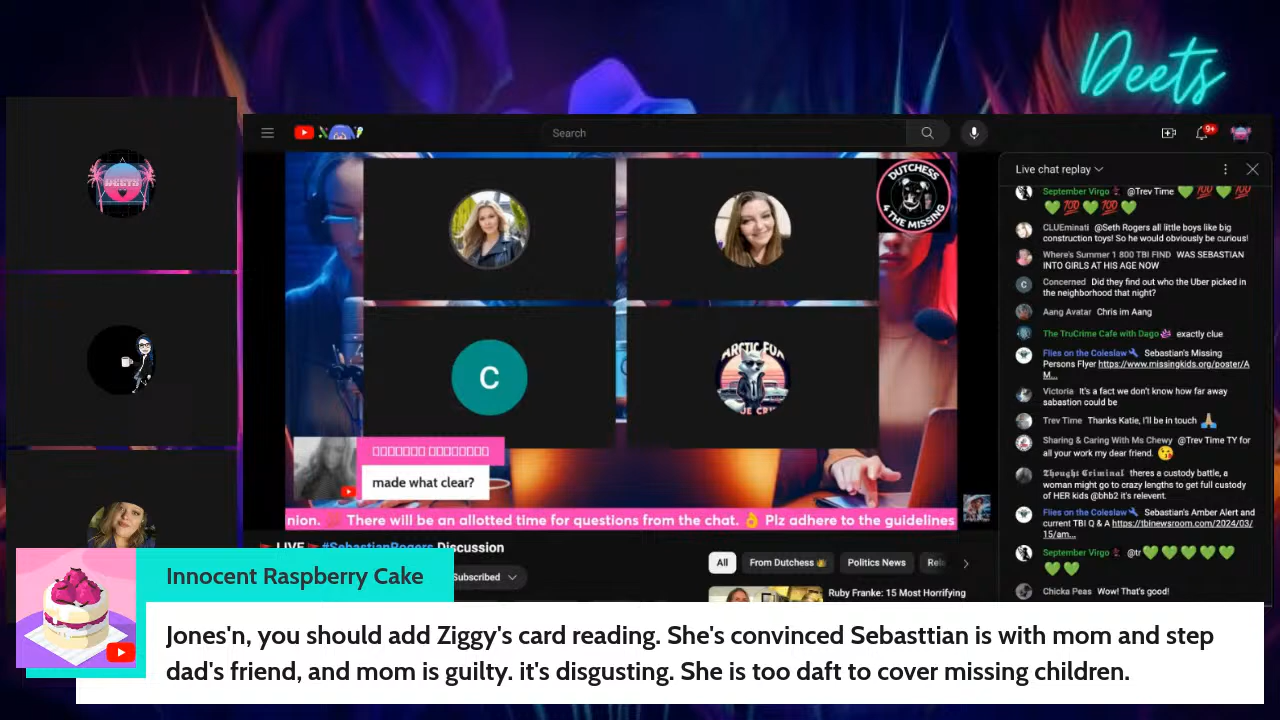 Deets
DEETS
Search
9+
DUTCHESS
4 THE MISSING
C
ARCTIC FOX
made what clear?
nion. 💯 There will be an allotted time for questions from the chat. 👌 Plz adhere to the guidelines
🚩 LIVE 🚩 #SebastianRogers Discussion
Subscribed
All
From Dutchess 👑
Politics News
Ruby Franke: 15 Most Horrifying
Live chat replay
September Virgo @Trev Time 💚 💯 💚 💯
💚 💯 💚 💯 💚
CLUEminati @Seth Rogers all little boys like big
construction toys! So he would obviously be curious!
Where's Summer 1 800 TBI FIND WAS SEBASTIAN
INTO GIRLS AT HIS AGE NOW
C
Concerned Did they find out who the Uber picked in
the neighborhood that night?
Aang Avatar Chris im Aang
The TruCrime Cafe with Dago exactly clue
Flies on the Coleslaw Sebastian's Missing
Persons Flyer https://www.missingkids.org/poster/A
M...
Victoria It's a fact we don't know how far away
sabastion could be
Trev Time Thanks Katie, I'll be in touch 🙏
Sharing & Caring With Ms Chewy @Trev Time TY for
all your work my dear friend. 😘
𝕿𝖍𝖔𝖚𝖌𝖍𝖙 𝕮𝖗𝖎𝖒𝖎𝖓𝖆𝖑 theres a custody battle, a
woman might go to crazy lengths to get full custody
of HER kids @bhb2 it's relevent.
Flies on the Coleslaw Sebastian's Amber Alert and
current TBI Q & A https://tbinewsroom.com/2024/03/
15/am...
September Virgo @tr💚 💚 💚 💚 💚
💚 💚
Chicka Peas Wow! That's good!
Innocent Raspberry Cake
Jones'n, you should add Ziggy's card reading. She's convinced Sebasttian is with mom and step
dad's friend, and mom is guilty. it's disgusting. She is too daft to cover missing children.